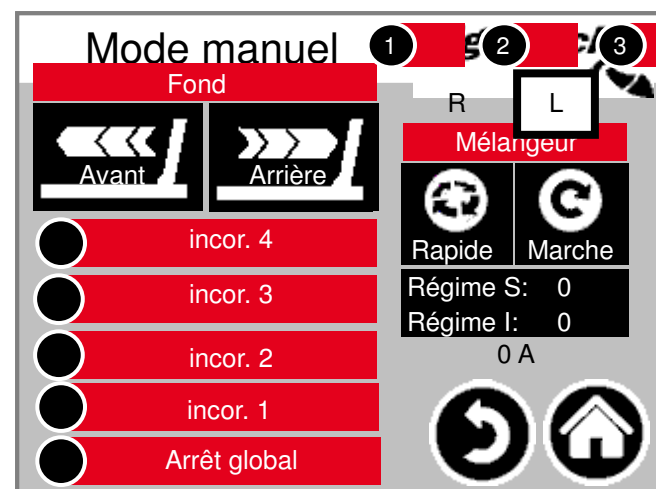 Mode manuel
1
2
3
Fond
R
L
Mélangeur
Avant
Arrière
Rapide
Marche
incor. 4
incor. 3
incor. 2
incor. 1
Arrêt global
Régime S: 0
Régime I: 0
0 A